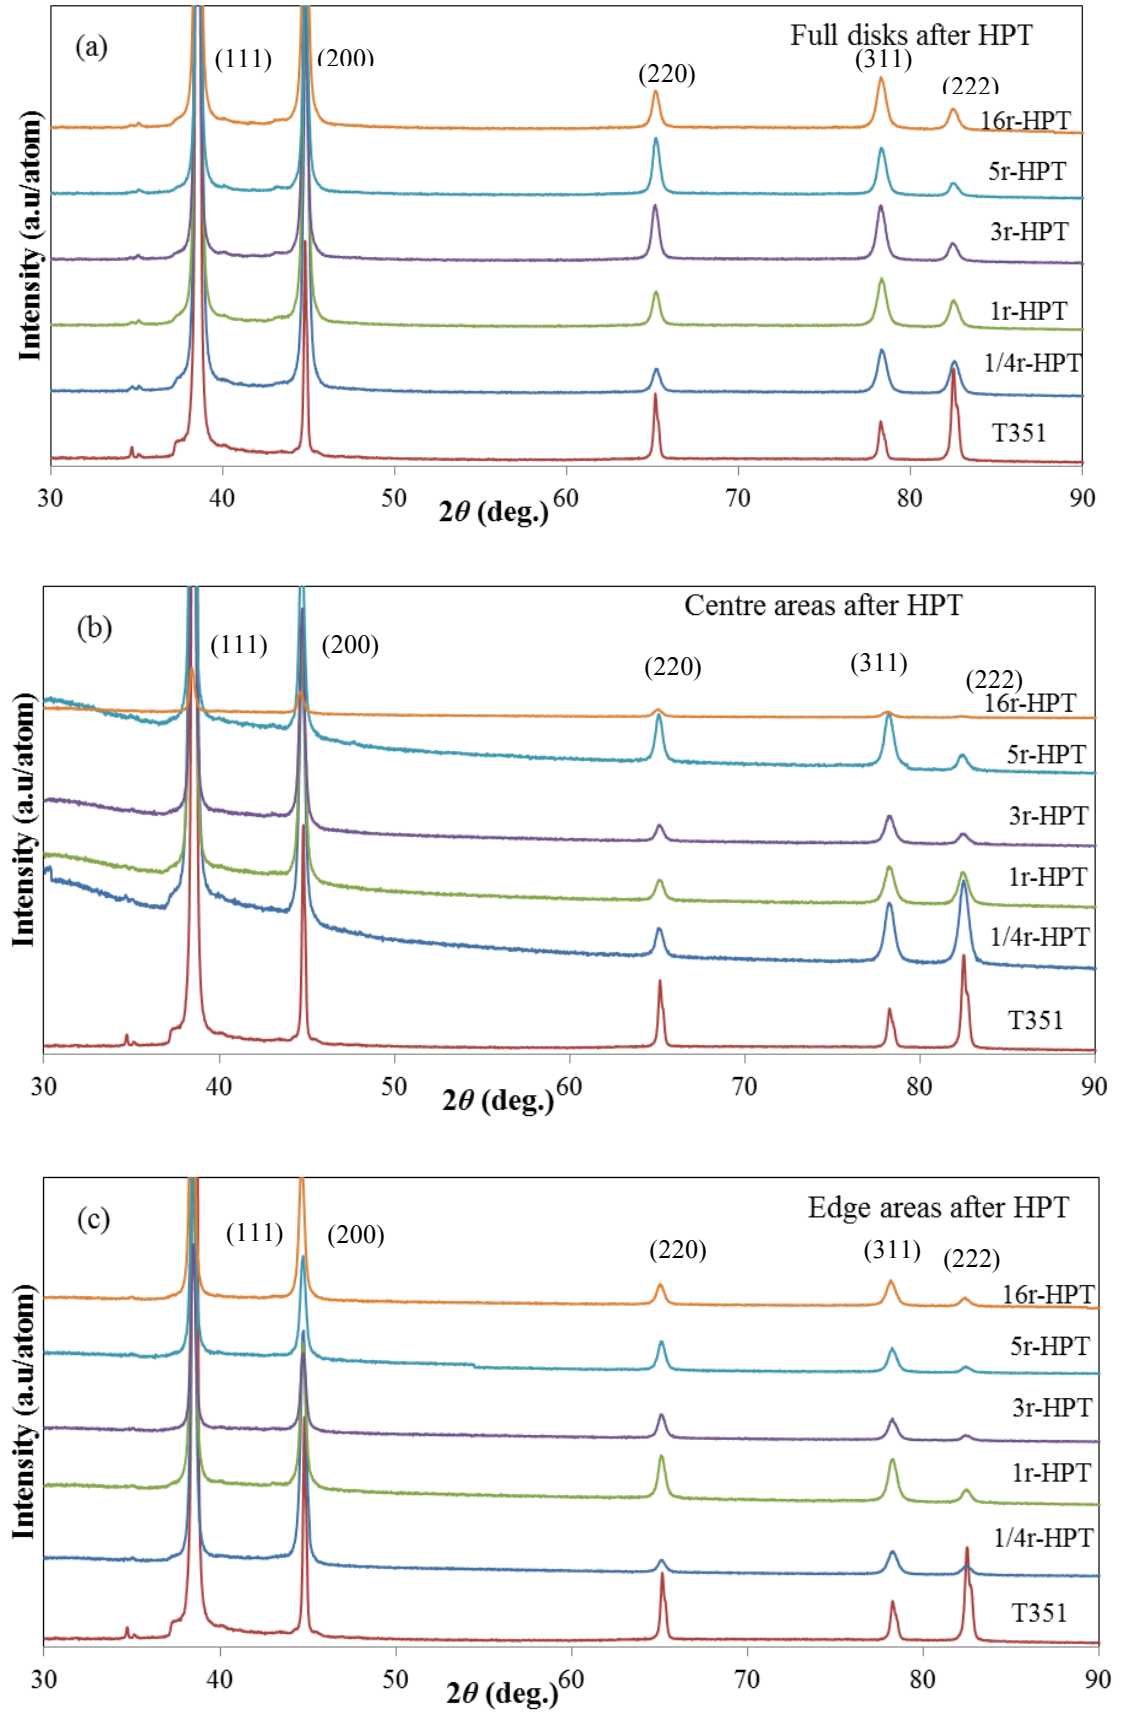 (a)
Full disks after HPT
(111)
(200)
(220)
(311)
(222)
16r-HPT
5r-HPT
3r-HPT
1r-HPT
1/4r-HPT
T351
Intensity (a.u/atom)
30 40 50 60 70 80 90
2θ (deg.)
(b)
Centre areas after HPT
(111)
(200)
(220)
(311)
(222)
16r-HPT
5r-HPT
3r-HPT
1r-HPT
1/4r-HPT
T351
Intensity (a.u/atom)
30 40 50 60 70 80 90
2θ (deg.)
(c)
Edge areas after HPT
(111)
(200)
(220)
(311)
(222)
16r-HPT
5r-HPT
3r-HPT
1r-HPT
1/4r-HPT
T351
Intensity (a.u/atom)
30 40 50 60 70 80 90
2θ (deg.)